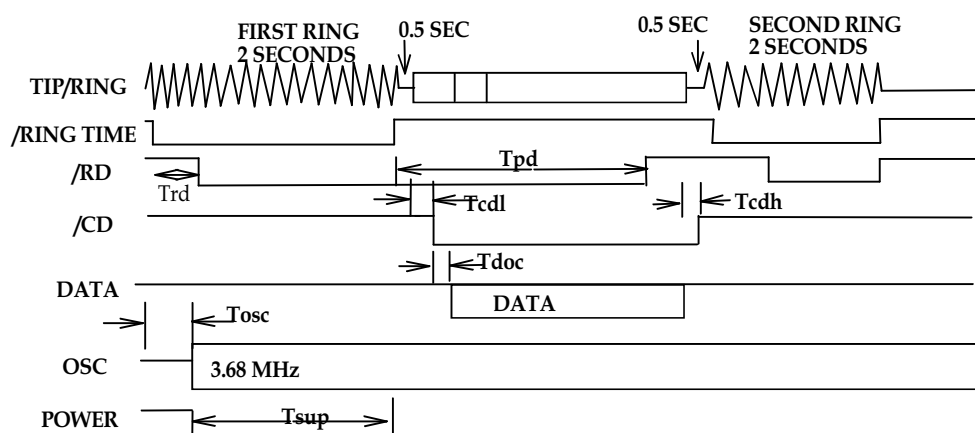 FIRST RING
2 SECONDS
0.5 SEC
0.5 SEC
SECOND RING
2 SECONDS
TIP/RING
/RING TIME
/RD
Trd
Tpd
Tcdl
Tcdh
/CD
Tdoc
DATA
DATA
Tosc
OSC
3.68 MHz
POWER
Tsup